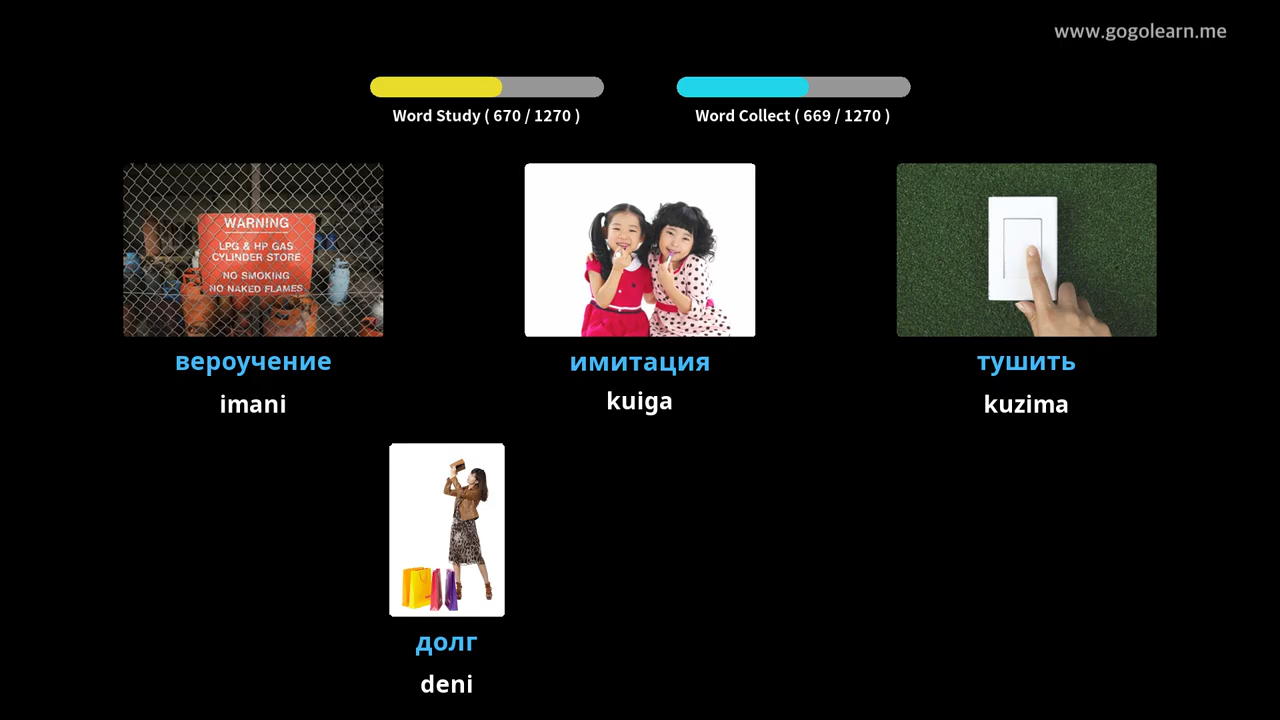 www.gogolearn.me
Word Study ( 670 / 1270 )
Word Collect ( 669 / 1270 )
WARNING
LPG & HP GAS
CYLINDER STORE
NO SMOKING
NO NAKED FLAMES
вероучение
imani
имитация
kuiga
тушить
kuzima
долг
deni